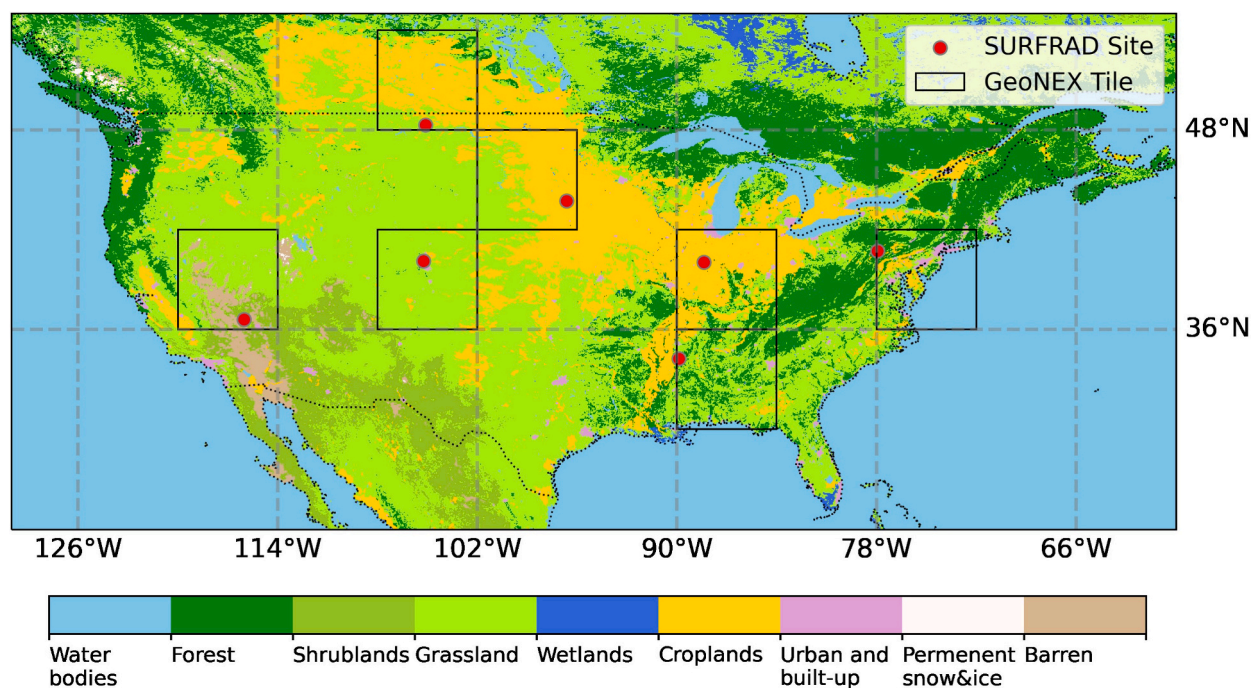 SURFRAD Site
GeoNEX Tile
48°N
36°N
126°W 114°W 102°W 90°W 78°W 66°W
Water Forest Shrublands Grassland Wetlands Croplands Urban and Permenent Barren
bodies built-up snow&ice